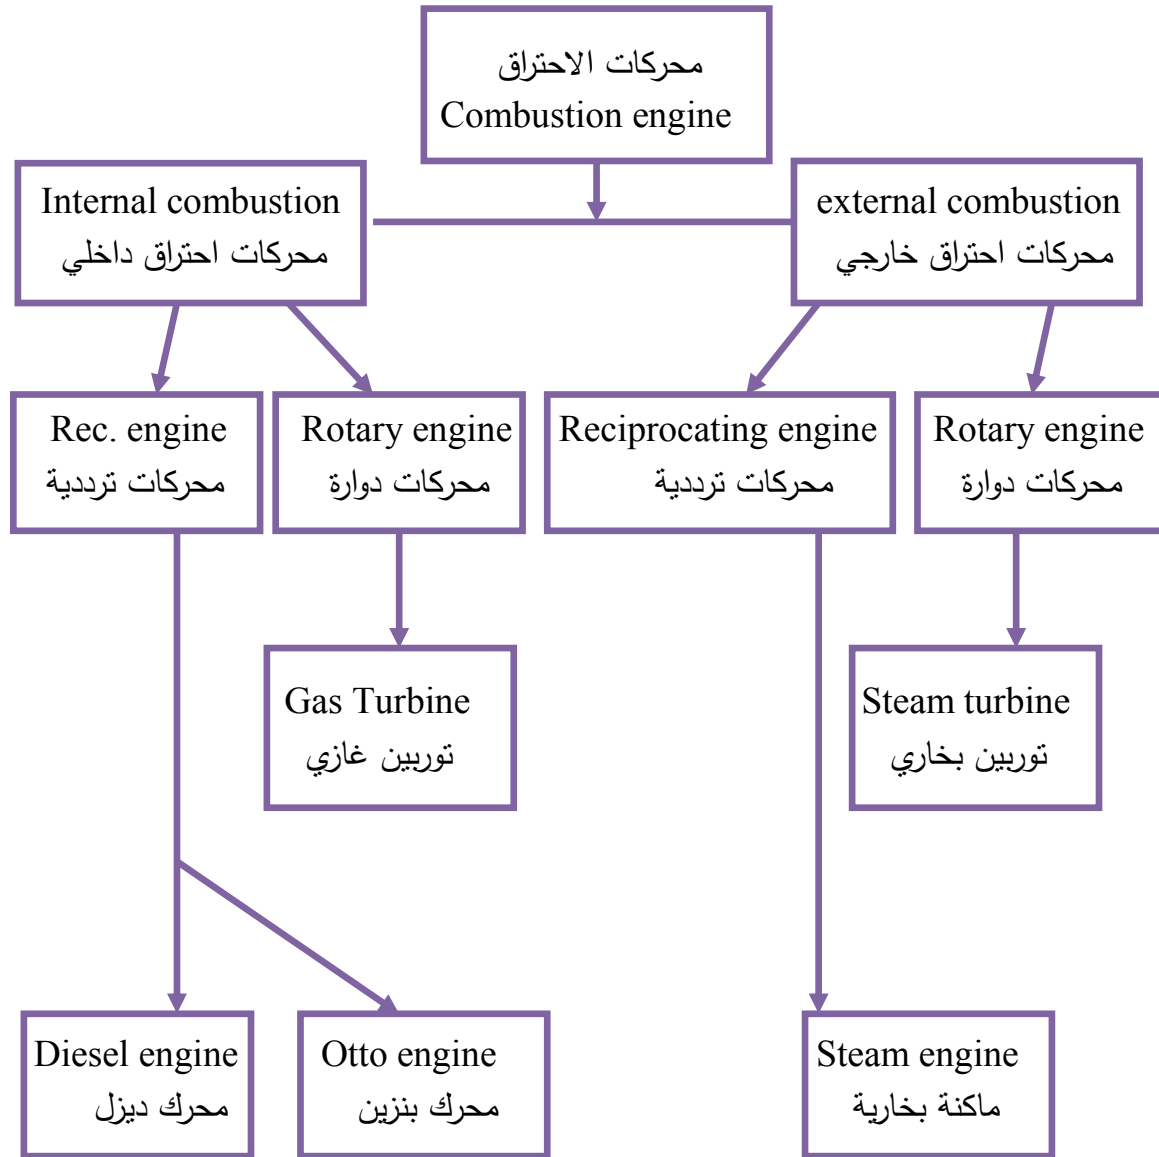 محركات الاحتراق
Combustion engine
Internal combustion
محركات احتراق داخلي
external combustion
محركات احتراق خارجي
Rec. engine
محركات ترددية
Rotary engine
محركات دوارة
Reciprocating engine
محركات ترددية
Rotary engine
محركات دوارة
Gas Turbine
توربين غازي
Steam turbine
توربين بخاري
Diesel engine
محرك ديزل
Otto engine
محرك بنزين
Steam engine
ماكنة بخارية